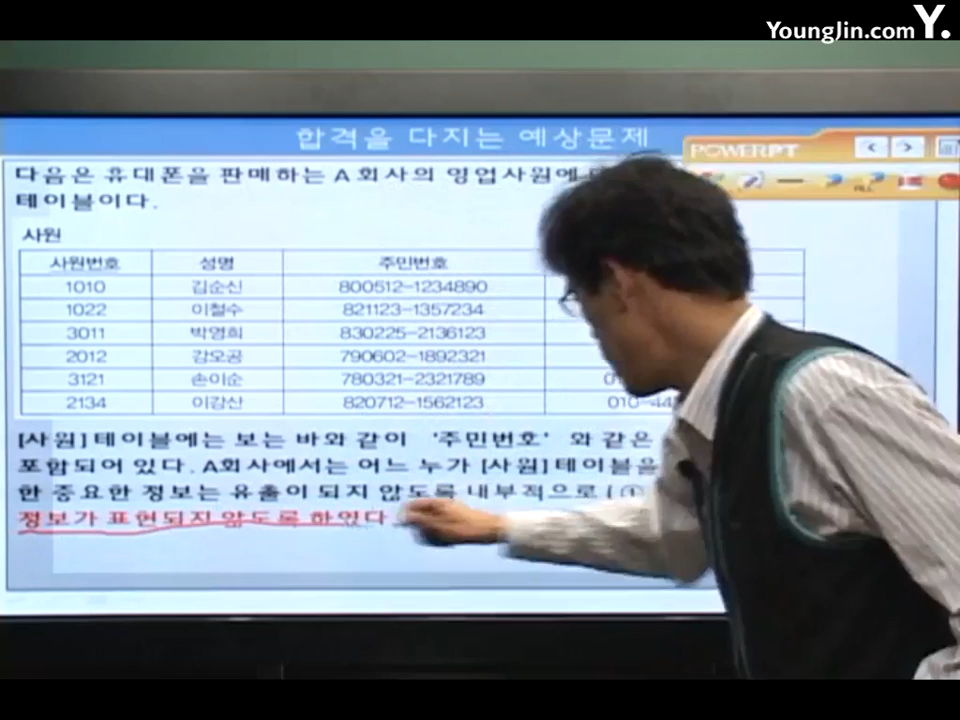 YoungJin.com Y.
합격을 다지는 예상문제
POWERPT
다음은 휴대폰을 판매하는 A회사의 영업사원에
테이블이다.
ALL
사원
사원번호 성명 주민번호
1010 김순신 800512-1234890
1022 이철수 821123-1357234
3011 박영희 830225-2136123
2012 감오공 790602-1892321
3121 손이순 780321-2321789
2134 이강산 820712-1562123 010-44
[사원]테이블에는 보는 바와 같이 '주민번호' 와 같은
포함되어 있다. A회사에서는 어느 누가 [사원]테이블을
한 중요한 정보는 유출이 되지 않도록 내부적으로 ( ①
정보가 표현되지 않도록 하였다